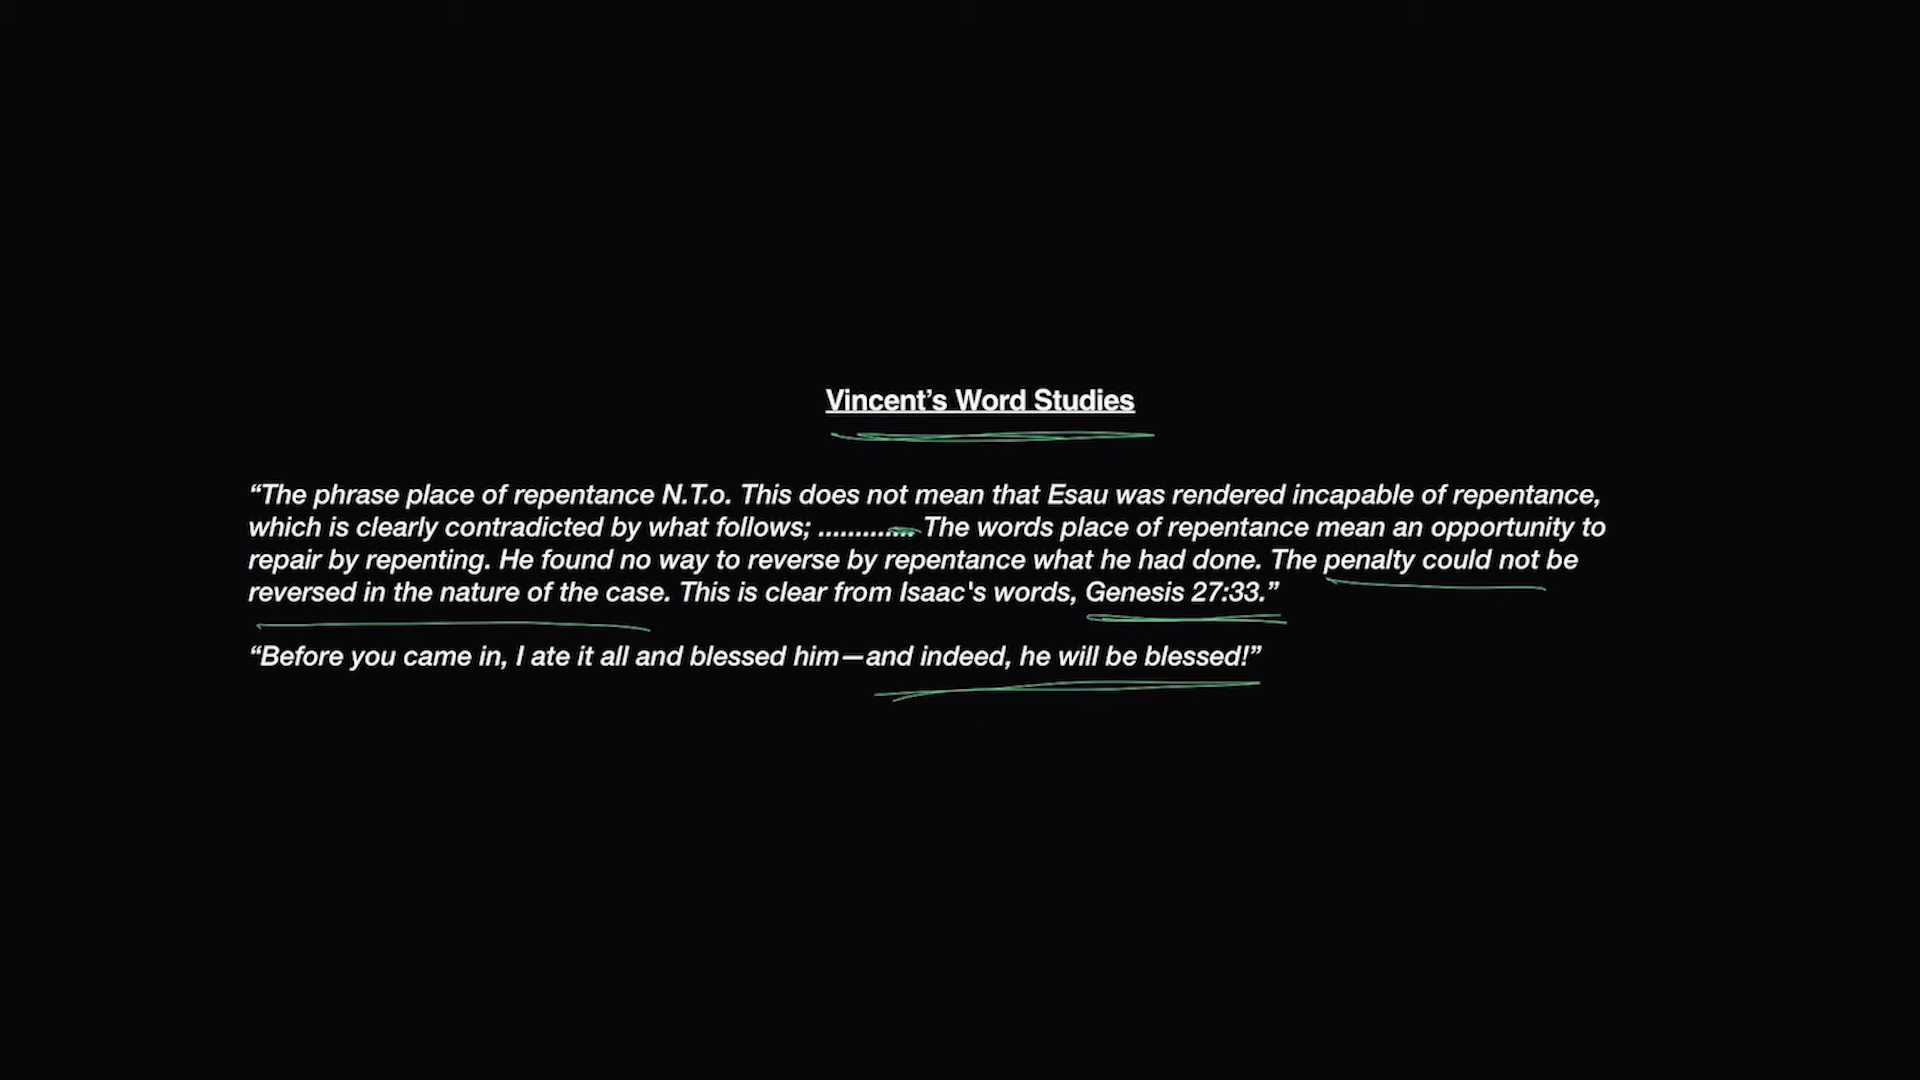 Vincent’s Word Studies
“The phrase place of repentance N.T.o. This does not mean that Esau was rendered incapable of repentance,
which is clearly contradicted by what follows; .............. The words place of repentance mean an opportunity to
repair by repenting. He found no way to reverse by repentance what he had done. The penalty could not be
reversed in the nature of the case. This is clear from Isaac's words, Genesis 27:33.”
“Before you came in, I ate it all and blessed him—and indeed, he will be blessed!”